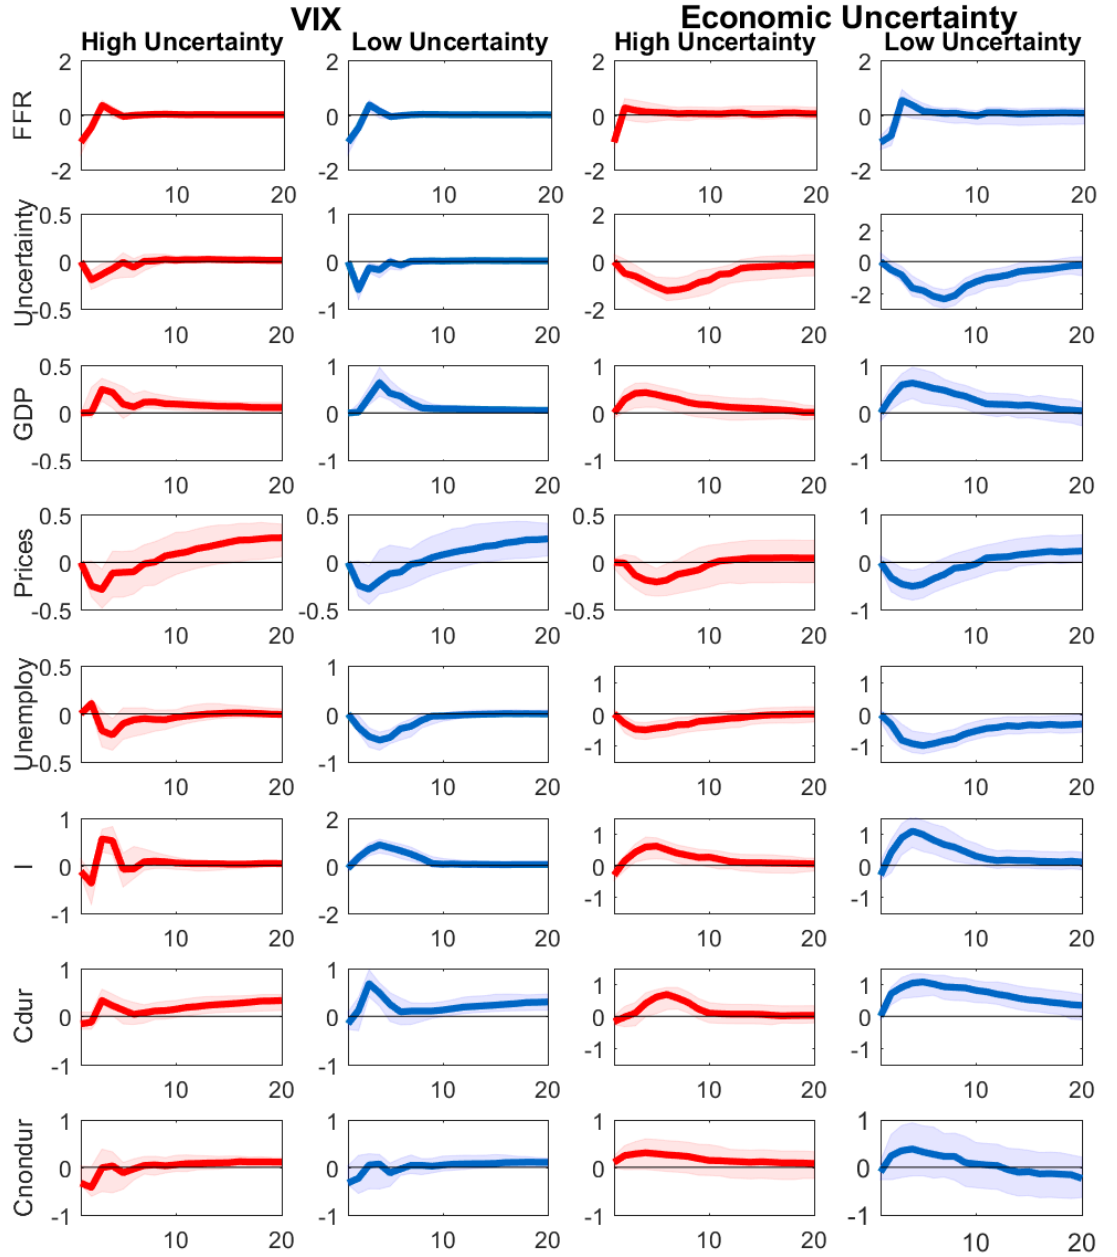 VIX Economic Uncertainty
High Uncertainty Low Uncertainty High Uncertainty Low Uncertainty
FFR
2 2 2 2
0 0 0 0
-2 -2 -2 -2
10 20 10 20 10 20 10 20
Uncertainty
0.5 1 2 2
0 0 0 0
-0.5 -1 -2 -2
10 20 10 20 10 20 10 20
GDP
0.5 1 1 1
0 0 0 0
-0.5 -1 -1 -1
10 20 10 20 10 20 10 20
Prices
0.5 0.5 0.5 1
0 0 0 0
-0.5 -0.5 -0.5 -1
10 20 10 20 10 20 10 20
Unemploy
0.5 1 1 1
0 0 0 0
-0.5 -1 -1 -1
10 20 10 20 10 20 10 20
I
1 2 1 1
0 0 0 0
-1 -2 -1 -1
10 20 10 20 10 20 10 20
Cdur
1 1 1 1
0 0 0 0
-1 -1 -1 -1
10 20 10 20 10 20 10 20
Cnondur
1 1 1 1
0 0 0 0
-1 -1 -1 -1
10 20 10 20 10 20 10 20